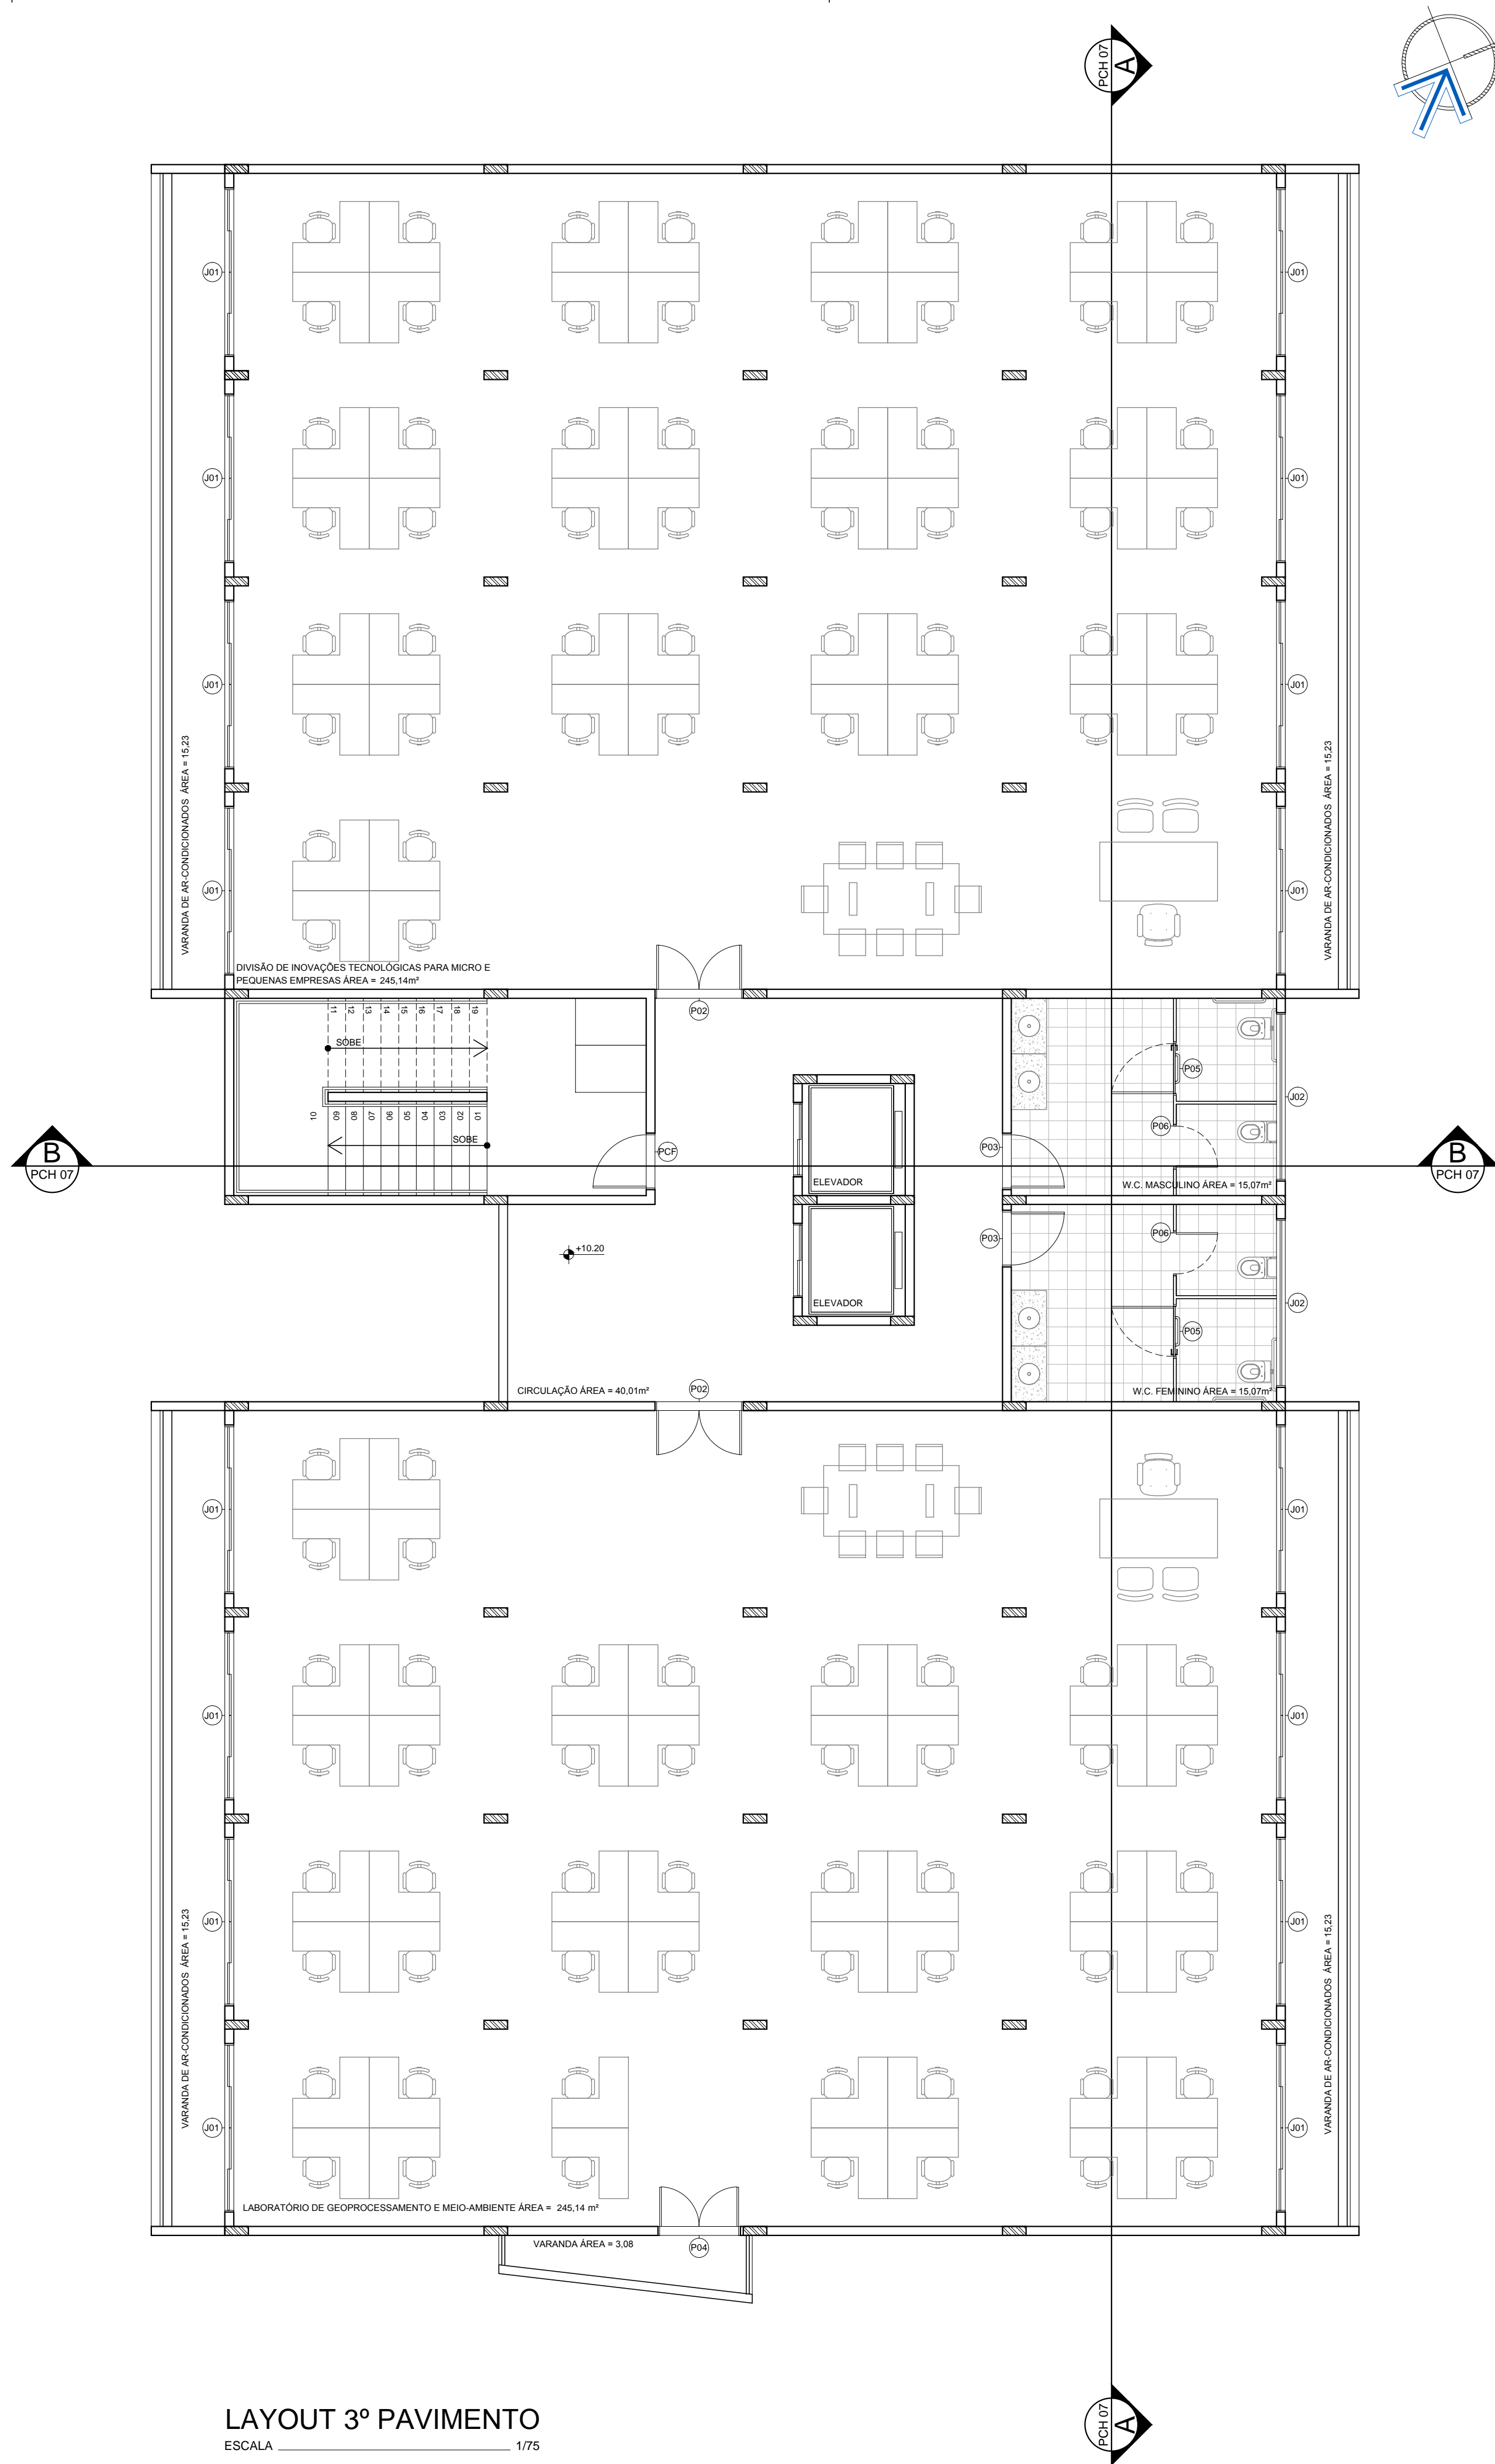 PCH 07
A
J01
J01
J01
J01
J01
J01
VARANDA DE AR-CONDICIONADOS ÁREA = 15,23
VARANDA DE AR-CONDICIONADOS ÁREA = 15,23
J01
J01
DIVISÃO DE INOVAÇÕES TECNOLÓGICAS PARA MICRO E
PEQUENAS EMPRESAS ÁREA = 245,14m²
P02
11 12 13 14 15 16 17 18 19
SOBE
10 09 08 07 06 05 04 03 02 01
SOBE
PCF
ELEVADOR
P03
P05
P06
J02
W.C. MASCULINO ÁREA = 15,07m²
B
PCH 07
B
PCH 07
+10.20
ELEVADOR
P03
P06
P05
J02
W.C. FEMININO ÁREA = 15,07m²
CIRCULAÇÃO ÁREA = 40,01m²
P02
J01
J01
J01
J01
J01
J01
VARANDA DE AR-CONDICIONADOS ÁREA = 15,23
VARANDA DE AR-CONDICIONADOS ÁREA = 15,23
J01
J01
LABORATÓRIO DE GEOPROCESSAMENTO E MEIO-AMBIENTE ÁREA = 245,14 m²
VARANDA ÁREA = 3,08
P04
PCH 07
A
LAYOUT 3º PAVIMENTO
ESCALA 1/75